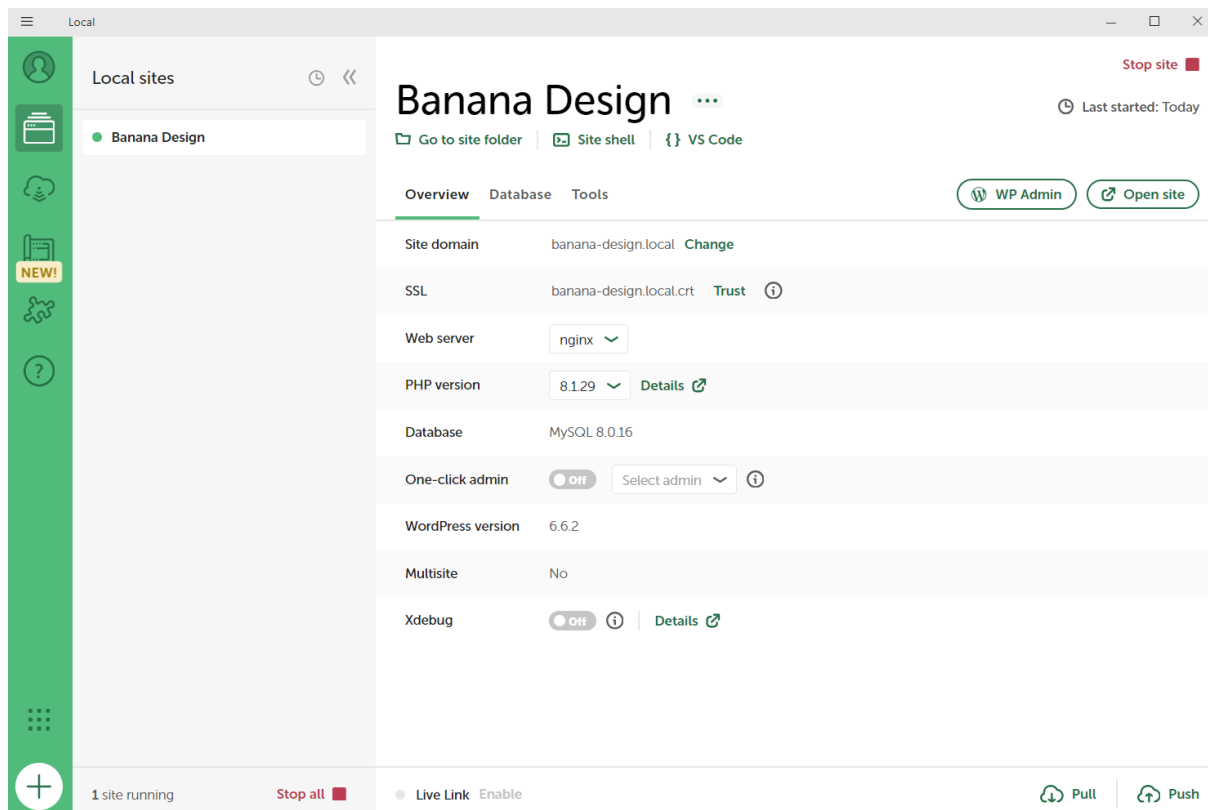 Local
Local sites
Banana Design
1 site running
Stop all
NEW!
Stop site
Banana Design ...
Last started: Today
Go to site folder
Site shell
{} VS Code
Overview
Database
Tools
WP Admin
Open site
Site domain banana-design.local Change
SSL banana-design.local.crt Trust
Web server nginx
PHP version 8.1.29 Details
Database MySQL 8.0.16
One-click admin Off Select admin
WordPress version 6.6.2
Multisite No
Xdebug Off Details
Live Link Enable
Pull
Push